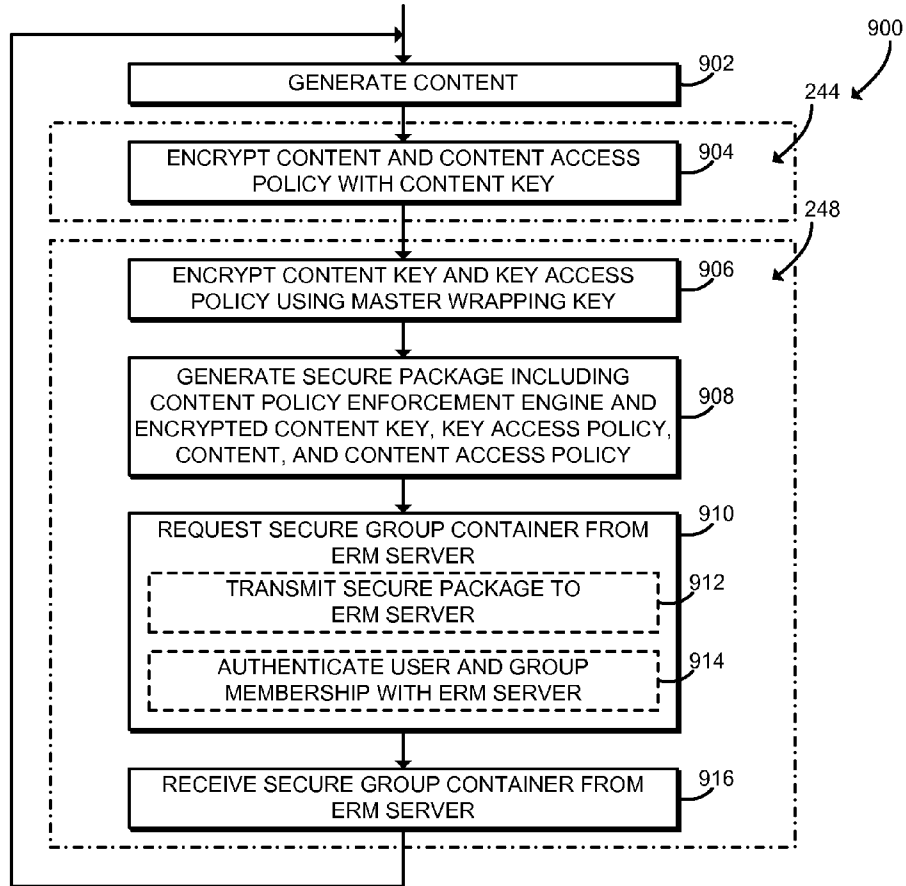 900
902
GENERATE CONTENT
244
904
ENCRYPT CONTENT AND CONTENT ACCESS
POLICY WITH CONTENT KEY
248
906
ENCRYPT CONTENT KEY AND KEY ACCESS
POLICY USING MASTER WRAPPING KEY
908
GENERATE SECURE PACKAGE INCLUDING
CONTENT POLICY ENFORCEMENT ENGINE AND
ENCRYPTED CONTENT KEY, KEY ACCESS POLICY,
CONTENT, AND CONTENT ACCESS POLICY
910
REQUEST SECURE GROUP CONTAINER FROM
ERM SERVER
912
TRANSMIT SECURE PACKAGE TO
ERM SERVER
914
AUTHENTICATE USER AND GROUP
MEMBERSHIP WITH ERM SERVER
916
RECEIVE SECURE GROUP CONTAINER FROM
ERM SERVER